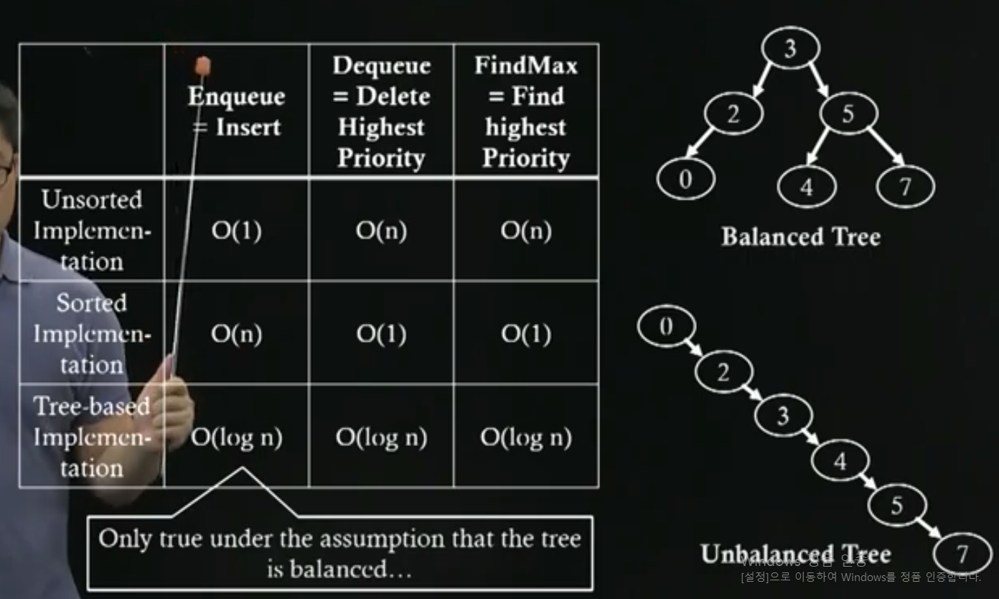 Enqueue
= Insert
Dequeue
= Delete
Highest
Priority
FindMax
= Find
highest
Priority
Unsorted
Implemen-
tation
O(1)
O(n)
O(n)
Sorted
Implemen-
tation
O(n)
O(1)
O(1)
Tree-based
Implemen-
tation
O(log n)
O(log n)
O(log n)
Only true under the assumption that the tree
is balanced...
3
2
5
0
4
7
Balanced Tree
0
2
3
4
5
7
Unbalanced Tree
Windows 정품 인증
[설정]으로 이동하여 Windows를 정품 인증합니다.